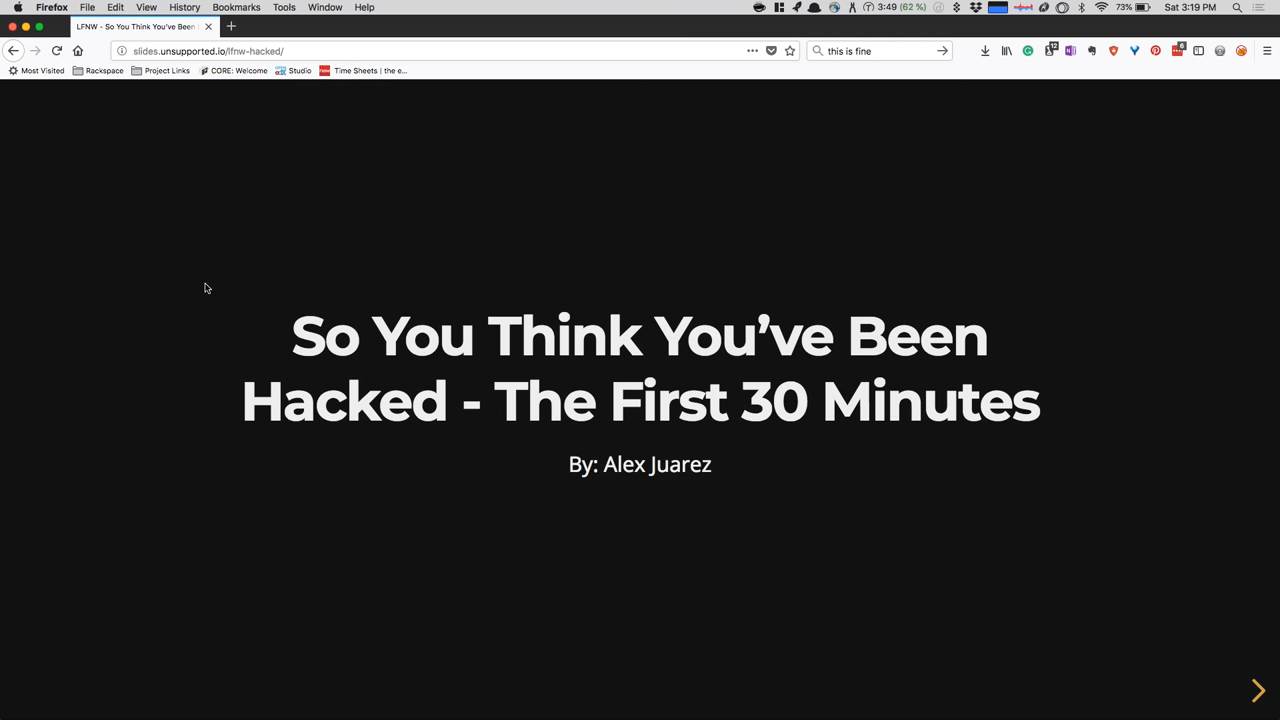 Firefox File Edit View History Bookmarks Tools Window Help 3:49 (62 %) 73% Sat 3:19 PM
LFNW - So You Think You've Been
slides.unsupported.io/lfnw-hacked/ this is fine 12 6
Most Visited Rackspace Project Links CORE: Welcome Studio Time Sheets | the e...
So You Think You’ve Been
Hacked - The First 30 Minutes
By: Alex Juarez